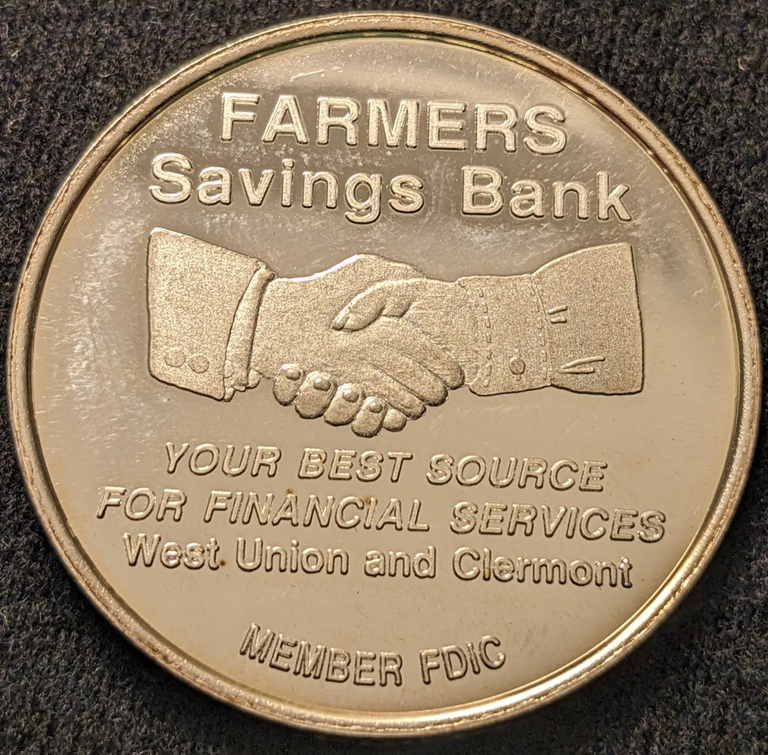 FARMERS
Savings Bank
YOUR BEST SOURCE
FOR FINANCIAL SERVICES
West Union and Clermont
MEMBER FDIC